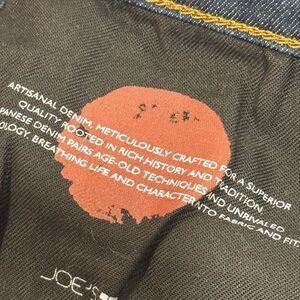 ARTISANAL DENIM, METICULOUSLY CRAFTED FOR A SUPERIOR
QUALITY ROOTED IN RICH HISTORY AND TRADITION.
PANESE DENIM PAIRS AGE-OLD TECHNIQUES AND UNRIVALED
OLOGY, BREATHING LIFE AND CHARACTER INTO FABRIC AND FIT
JOE'S